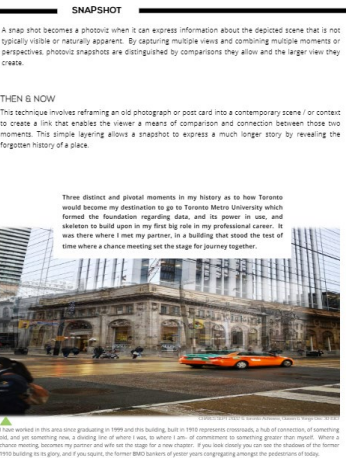 SNAPSHOT
A snap shot becomes a photoviz when it can express information about the depicted scene that is not
typically visible or naturally apparent. By capturing multiple views and combining multiple moments or
perspectives, photoviz snapshots are distinguished by comparisons they allow and the larger view they
create.
THEN & NOW
This technique involves reframing an old photograph or post card into a contemporary scene / or context
to create a link that enables the viewer a means of comparison and connection between those two
moments. This simple layering allows a snapshot to express a much longer story by revealing the
forgotten history of a place.
Three distinct and pivotal moments in my history as to how Toronto
would become my destination to go to Toronto Metro University which
formed the foundation regarding data, and its power in use, and
skeleton to build upon in my first big role in my professional career. It
was there where I met my partner, in a building that stood the test of
time where a chance meeting set the stage for journey together.
I have worked in this area since graduating in 1999 and this building, built in 1910 represents crossroads, a hub of connection, of something
old, and yet something new, a dividing line of where I was, to where I am- of commitment to something greater than myself. Where a
chance meeting, becomes my partner and wife set the stage for a new chapter. If you look closely you can see the shadows of the former
1910 building its its glory, and if you squint, the former BMO bankers of yester years congregating amongst the pedestrians of today.